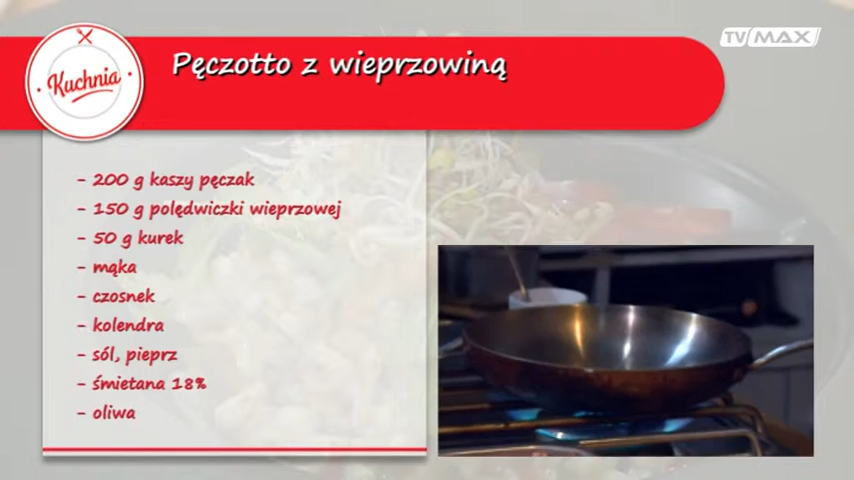 TV MAX
Kuchnia
Pęczotto z wieprzowiną
- 200 g kaszy pęczak
- 150 g polędwiczki wieprzowej
- 50 g kurek
- mąka
- czosnek
- kolendra
- sól, pieprz
- śmietana 18%
- oliwa